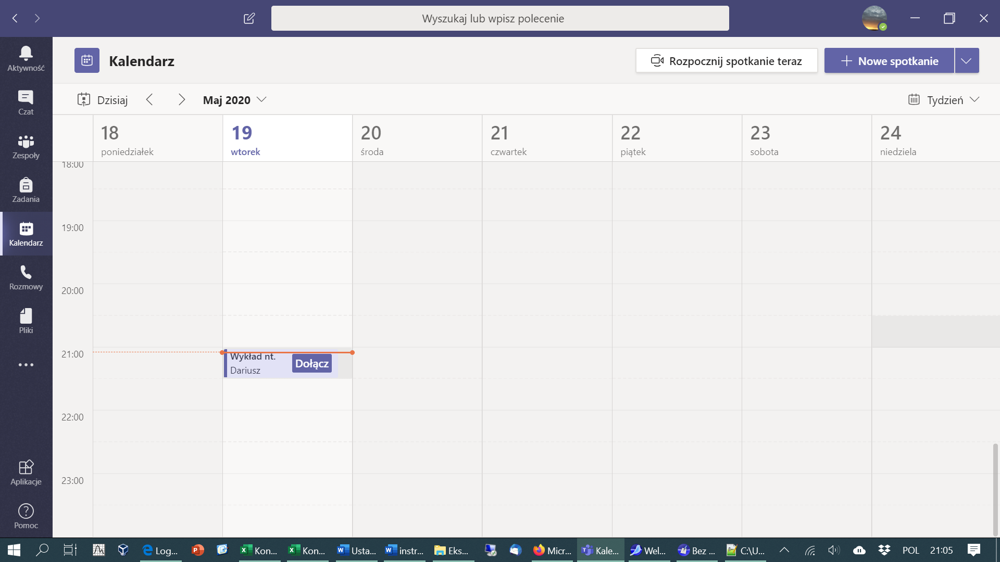 Wyszukaj lub wpisz polecenie
Aktywność
Czat
Zespoły
Zadania
Kalendarz
Rozmowy
Pliki
Aplikacje
Pomoc
Kalendarz
Rozpocznij spotkanie teraz
Nowe spotkanie
Dzisiaj
Maj 2020
Tydzień
18
poniedziałek
19
wtorek
20
środa
21
czwartek
22
piątek
23
sobota
24
niedziela
18:00
19:00
20:00
21:00
22:00
23:00
Wykład nt.
Dariusz
Dołącz
Log...
Kon...
Kon...
Usta...
instr...
Eks...
Micr...
Kale...
Wel...
Bez ...
C:\U...
POL
21:05